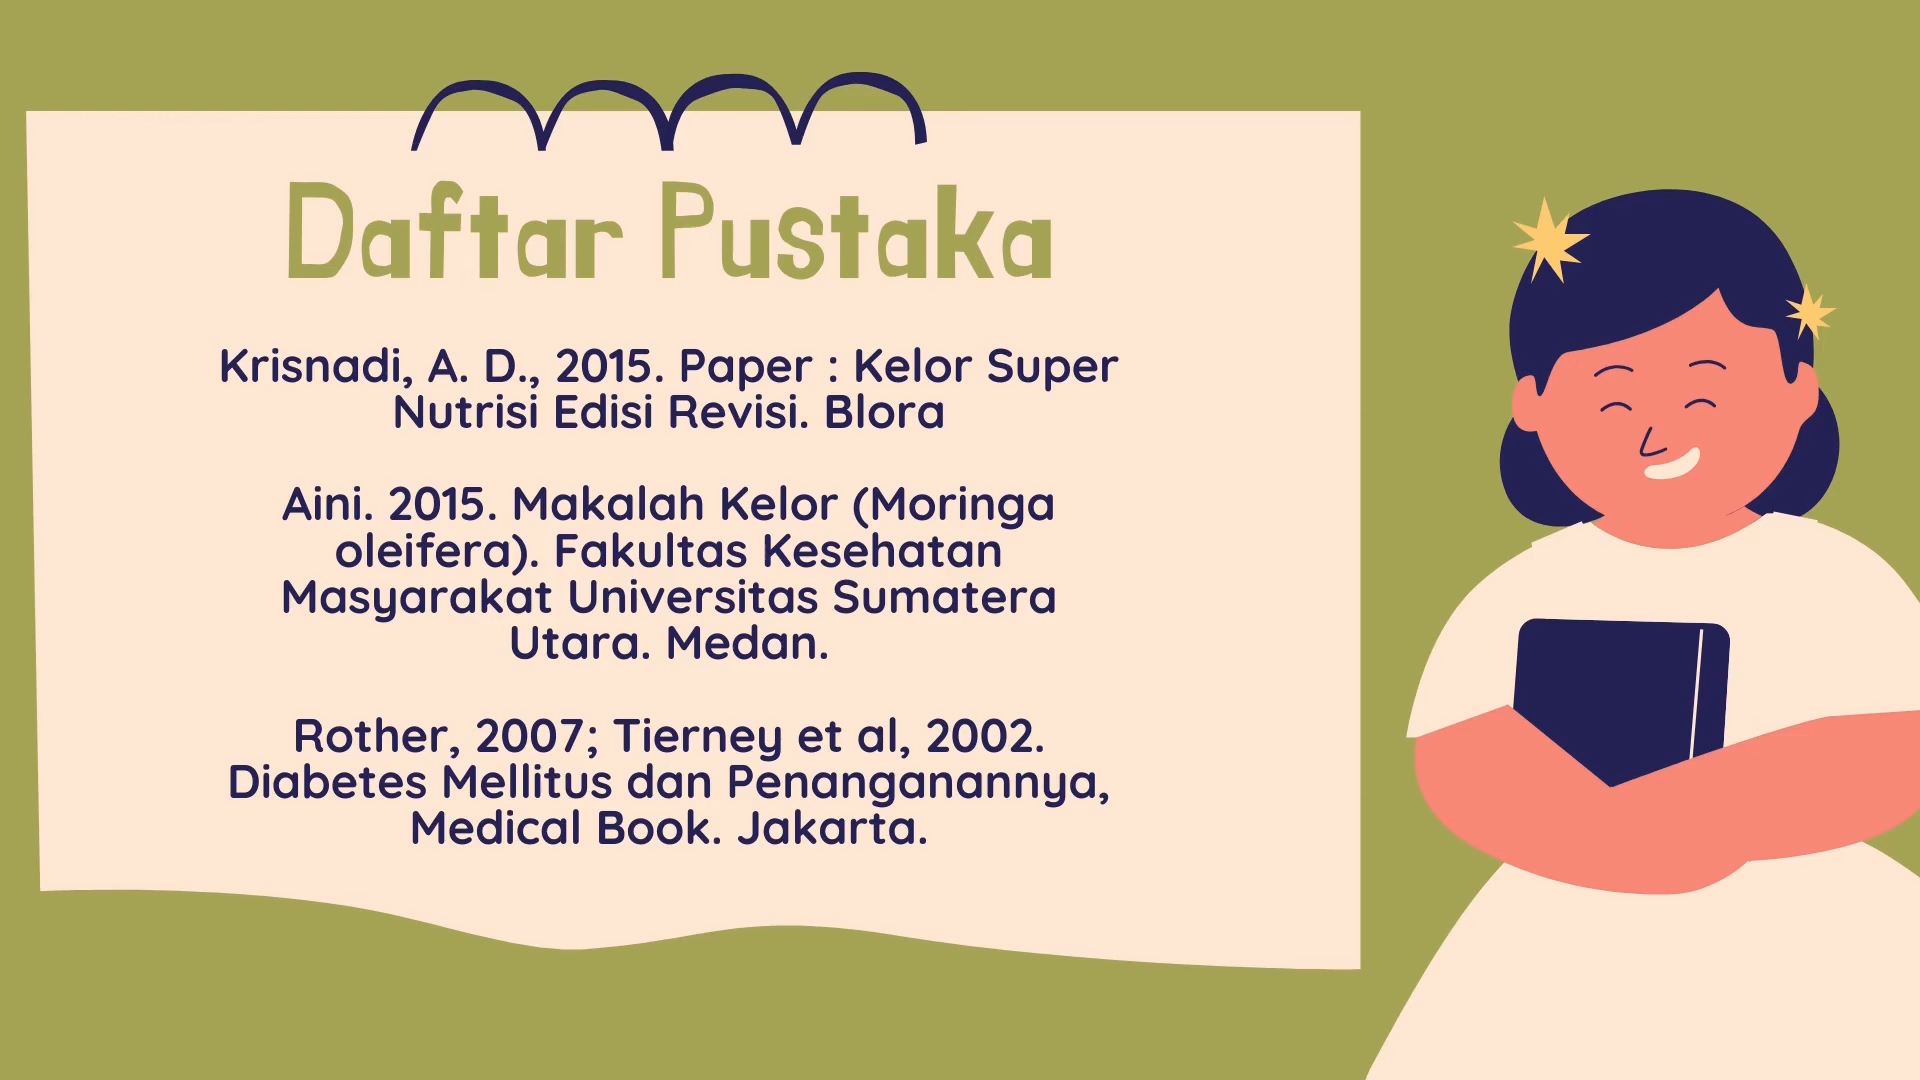 Daftar Pustaka
Krisnadi, A. D., 2015. Paper : Kelor Super
Nutrisi Edisi Revisi. Blora
Aini. 2015. Makalah Kelor (Moringa
oleifera). Fakultas Kesehatan
Masyarakat Universitas Sumatera
Utara. Medan.
Rother, 2007; Tierney et al, 2002.
Diabetes Mellitus dan Penanganannya,
Medical Book. Jakarta.